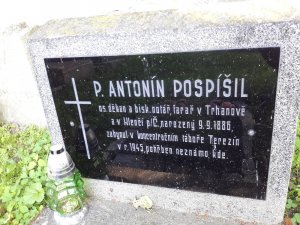 P. ANTONÍN POSPÍŠIL
os. děkan a bisk. notář, farář v Trhanově
a v Klenčí p/Č, narozený 9.9.1886,
zahynul v koncentračním táboře Terezín
v r. 1945, pohřben neznámo kde.